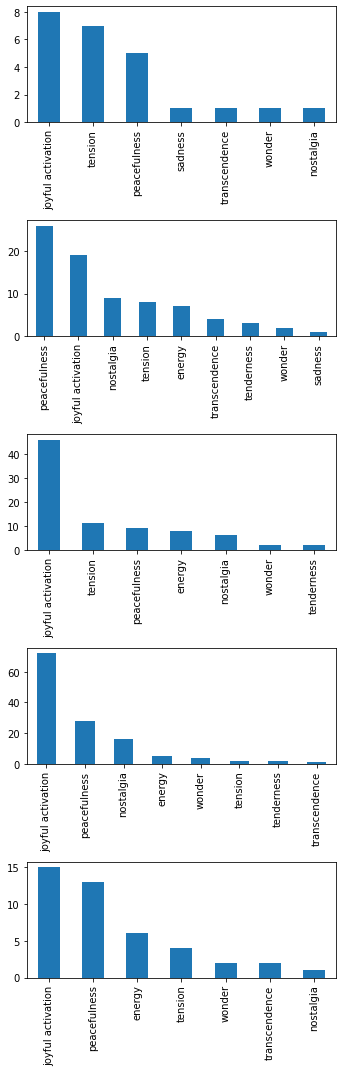 8
6
4
2
0
joyful activation
tension
peacefulness
sadness
transcendence
wonder
nostalgia
20
10
0
peacefulness
joyful activation
nostalgia
tension
energy
transcendence
tenderness
wonder
sadness
40
30
20
10
0
joyful activation
tension
peacefulness
energy
nostalgia
wonder
tenderness
60
40
20
0
joyful activation
peacefulness
nostalgia
energy
wonder
tension
tenderness
transcendence
15
10
5
0
joyful activation
peacefulness
energy
tension
wonder
transcendence
nostalgia